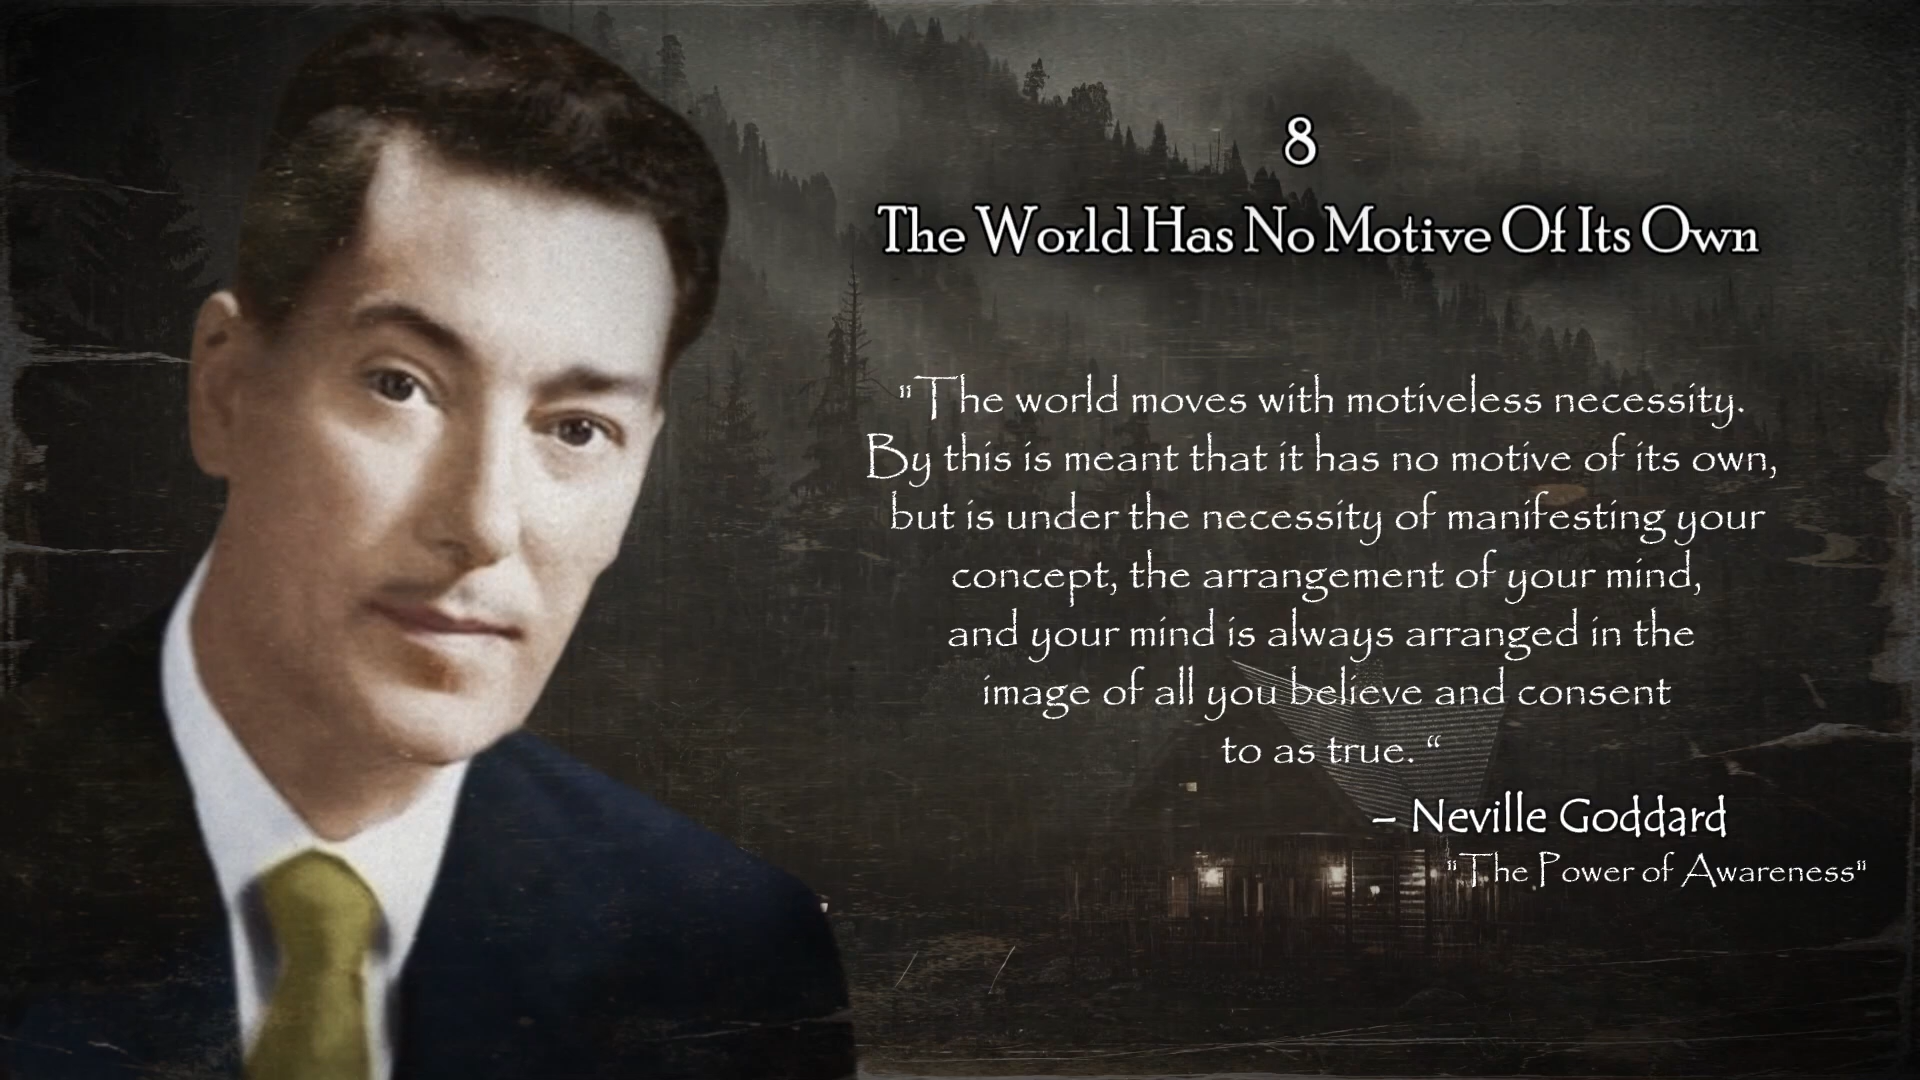 8
The World Has No Motive Of Its Own
"The world moves with motiveless necessity.
By this is meant that it has no motive of its own,
but is under the necessity of manifesting your
concept, the arrangement of your mind,
and your mind is always arranged in the
image of all you believe and consent
to as true. “
– Neville Goddard
"The Power of Awareness"